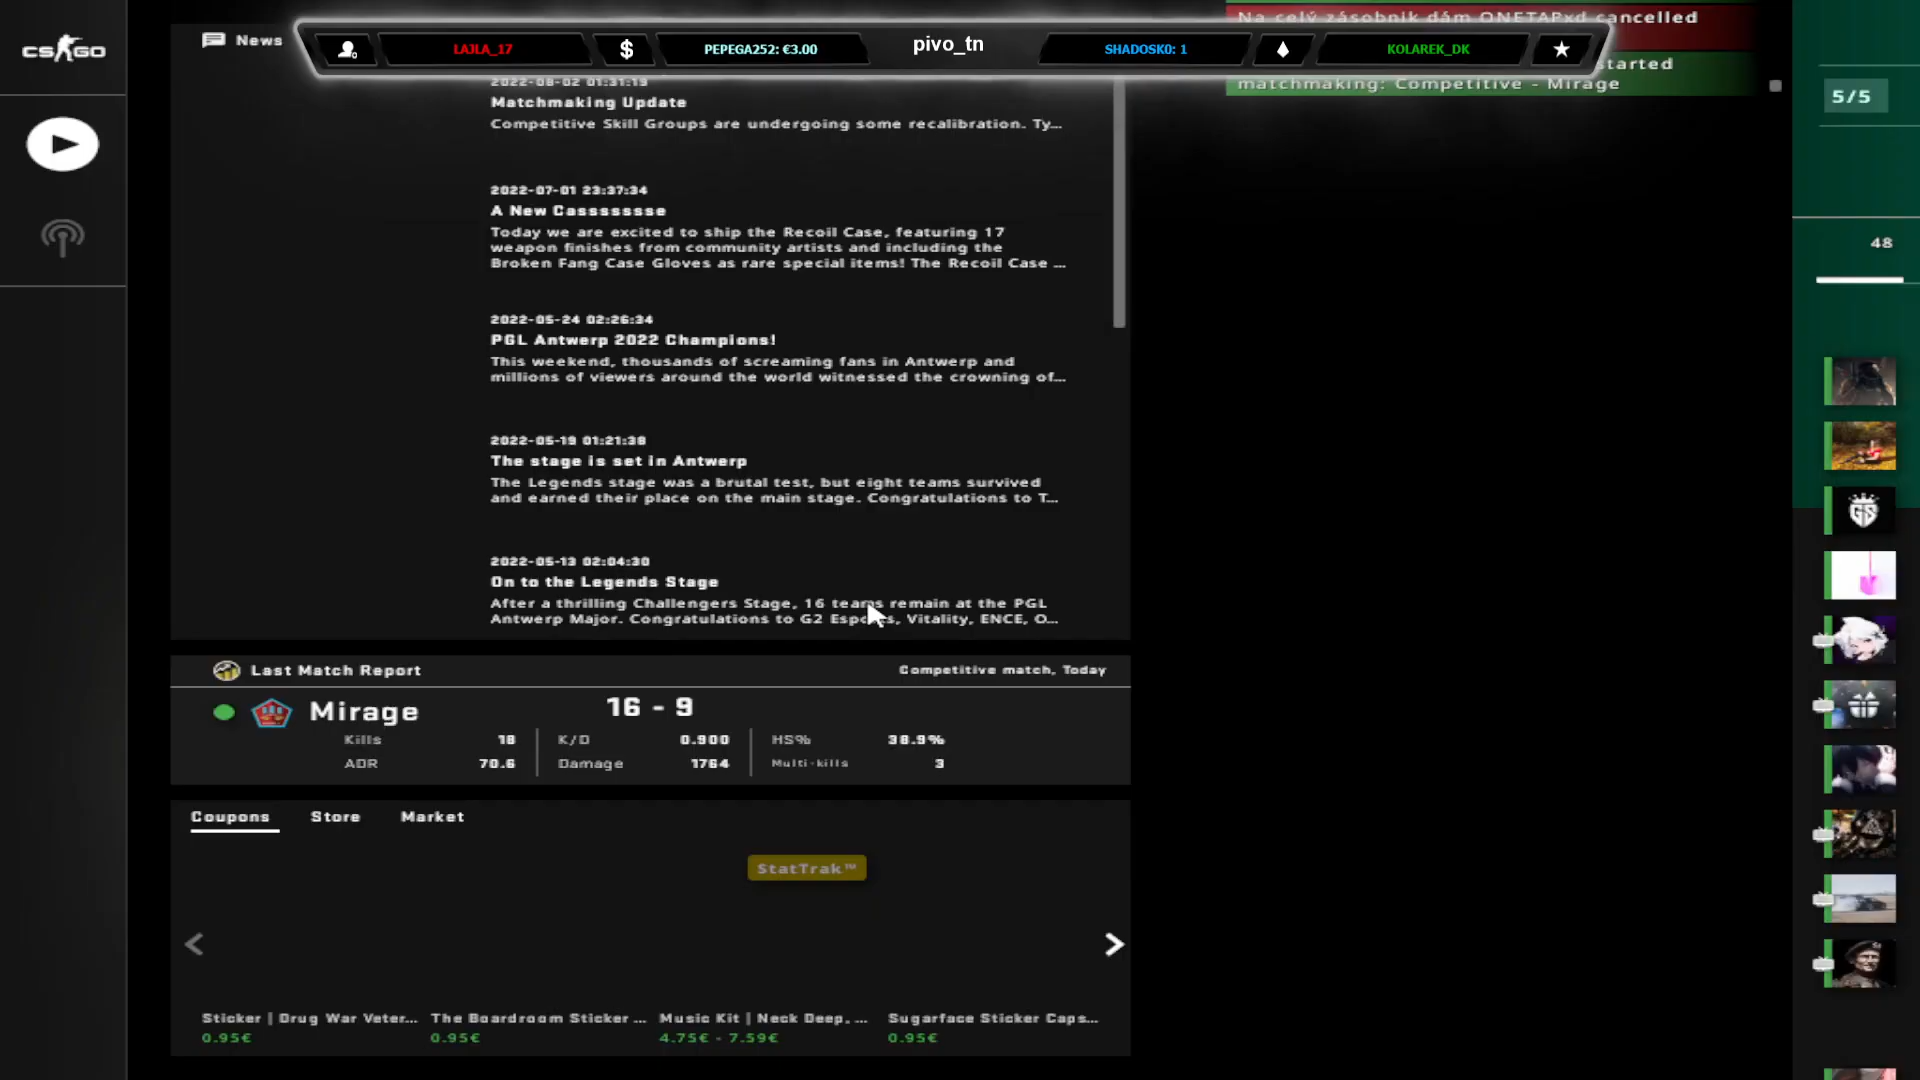 CS GO
News
LAJLA_17
$
PEPEGA252: €3.00
pivo_tn
SHADOSK0: 1
KOLAREK_DK
Na celý zásobník dám ONETAPxd cancelled
started
matchmaking: Competitive - Mirage
5/5
48
2022-08-02 01:31:19
Matchmaking Update
Competitive Skill Groups are undergoing some recalibration. Ty...
2022-07-01 23:37:34
A New Casssssssse
Today we are excited to ship the Recoil Case, featuring 17
weapon finishes from community artists and including the
Broken Fang Case Gloves as rare special items! The Recoil Case ...
2022-05-24 02:26:34
PGL Antwerp 2022 Champions!
This weekend, thousands of screaming fans in Antwerp and
millions of viewers around the world witnessed the crowning of...
2022-05-19 01:21:38
The stage is set in Antwerp
The Legends stage was a brutal test, but eight teams survived
and earned their place on the main stage. Congratulations to T...
2022-05-13 02:04:30
On to the Legends Stage
After a thrilling Challengers Stage, 16 teams remain at the PGL
Antwerp Major. Congratulations to G2 Esports, Vitality, ENCE, O...
Last Match Report
Competitive match, Today
Mirage
16 - 9
Kills 18 K/D 0.900 HS% 38.9%
ADR 70.6 Damage 1764 Multi-kills 3
Coupons Store Market
StatTrak™
Sticker | Drug War Veter... The Boardroom Sticker ... Music Kit | Neck Deep, ... Sugarface Sticker Caps...
0.95€ 0.95€ 4.75€ - 7.59€ 0.95€
GS